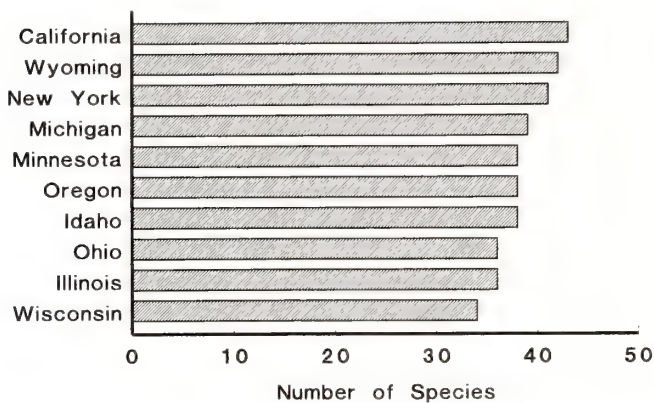 California
Wyoming
New York
Michigan
Minnesota
Oregon
Idaho
Ohio
Illinois
Wisconsin
0 10 20 30 40 50
Number of Species